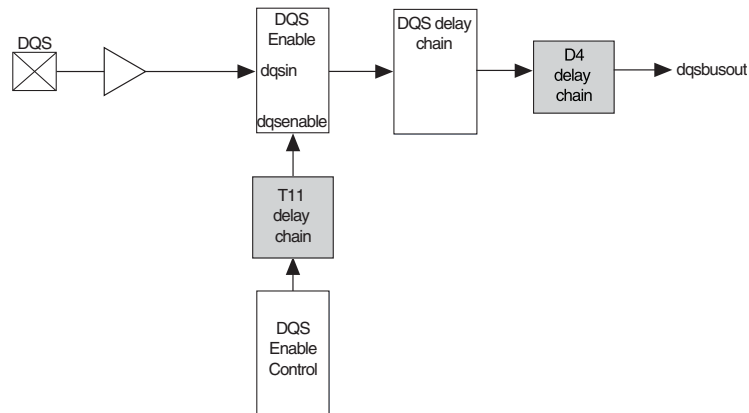 DQS
DQS
Enable
dqsin
dqsenable
DQS delay
chain
D4
delay
chain
dqsbusout
T11
delay
chain
DQS
Enable
Control